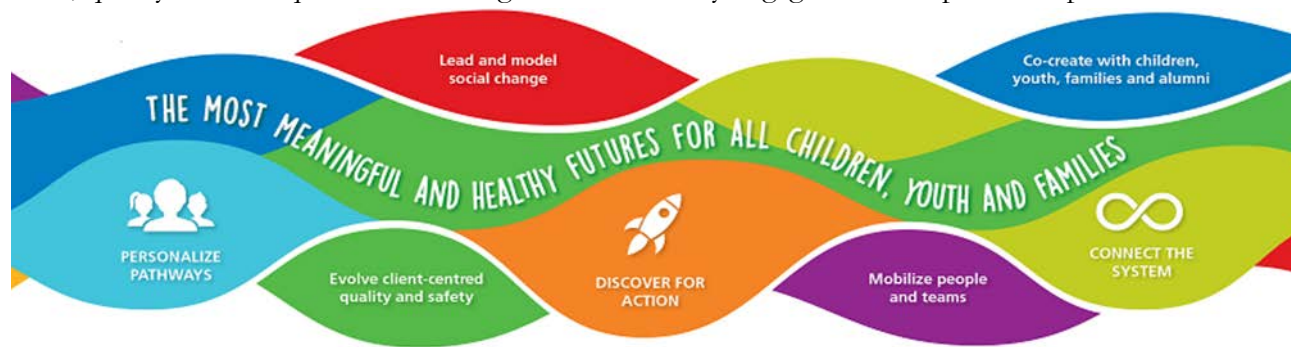 Lead and model
social change
Co-create with children,
youth, families and alumni
THE MOST MEANINGFUL AND HEALTHY FUTURES FOR ALL CHILDREN, YOUTH AND FAMILIES
PERSONALIZE
PATHWAYS
Evolve client-centred
quality and safety
DISCOVER FOR
ACTION
Mobilize people
and teams
CONNECT THE
SYSTEM